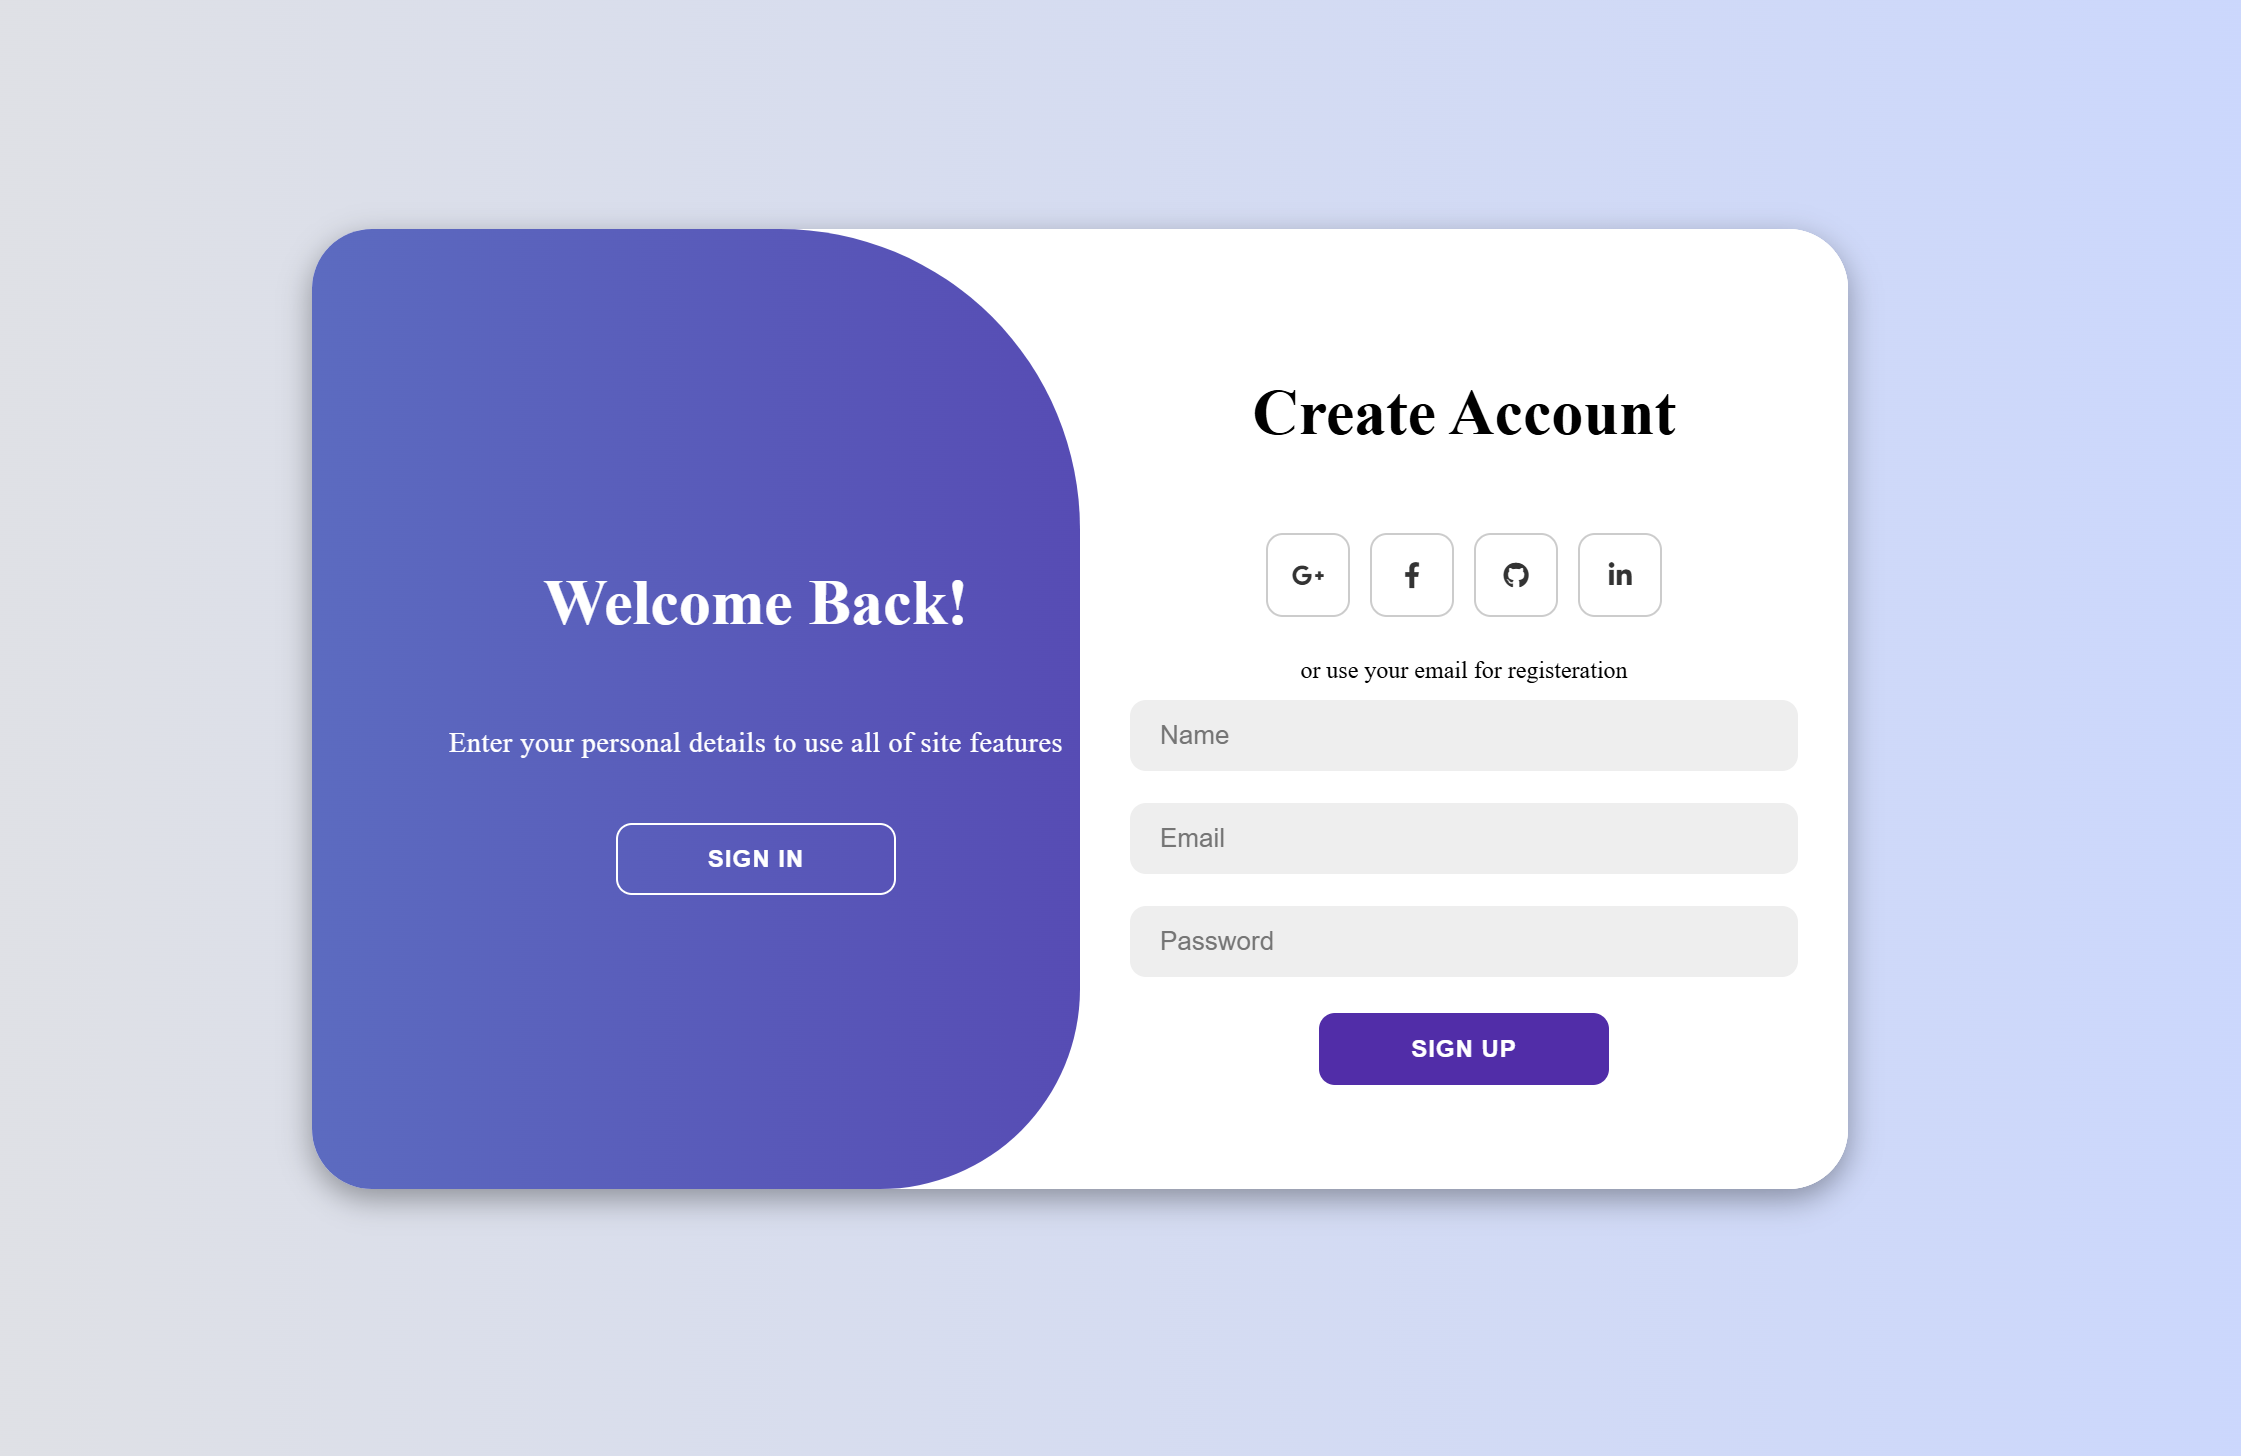 Welcome Back!
Enter your personal details to use all of site features
SIGN IN
Create Account
or use your email for registeration
Name
Email
Password
SIGN UP